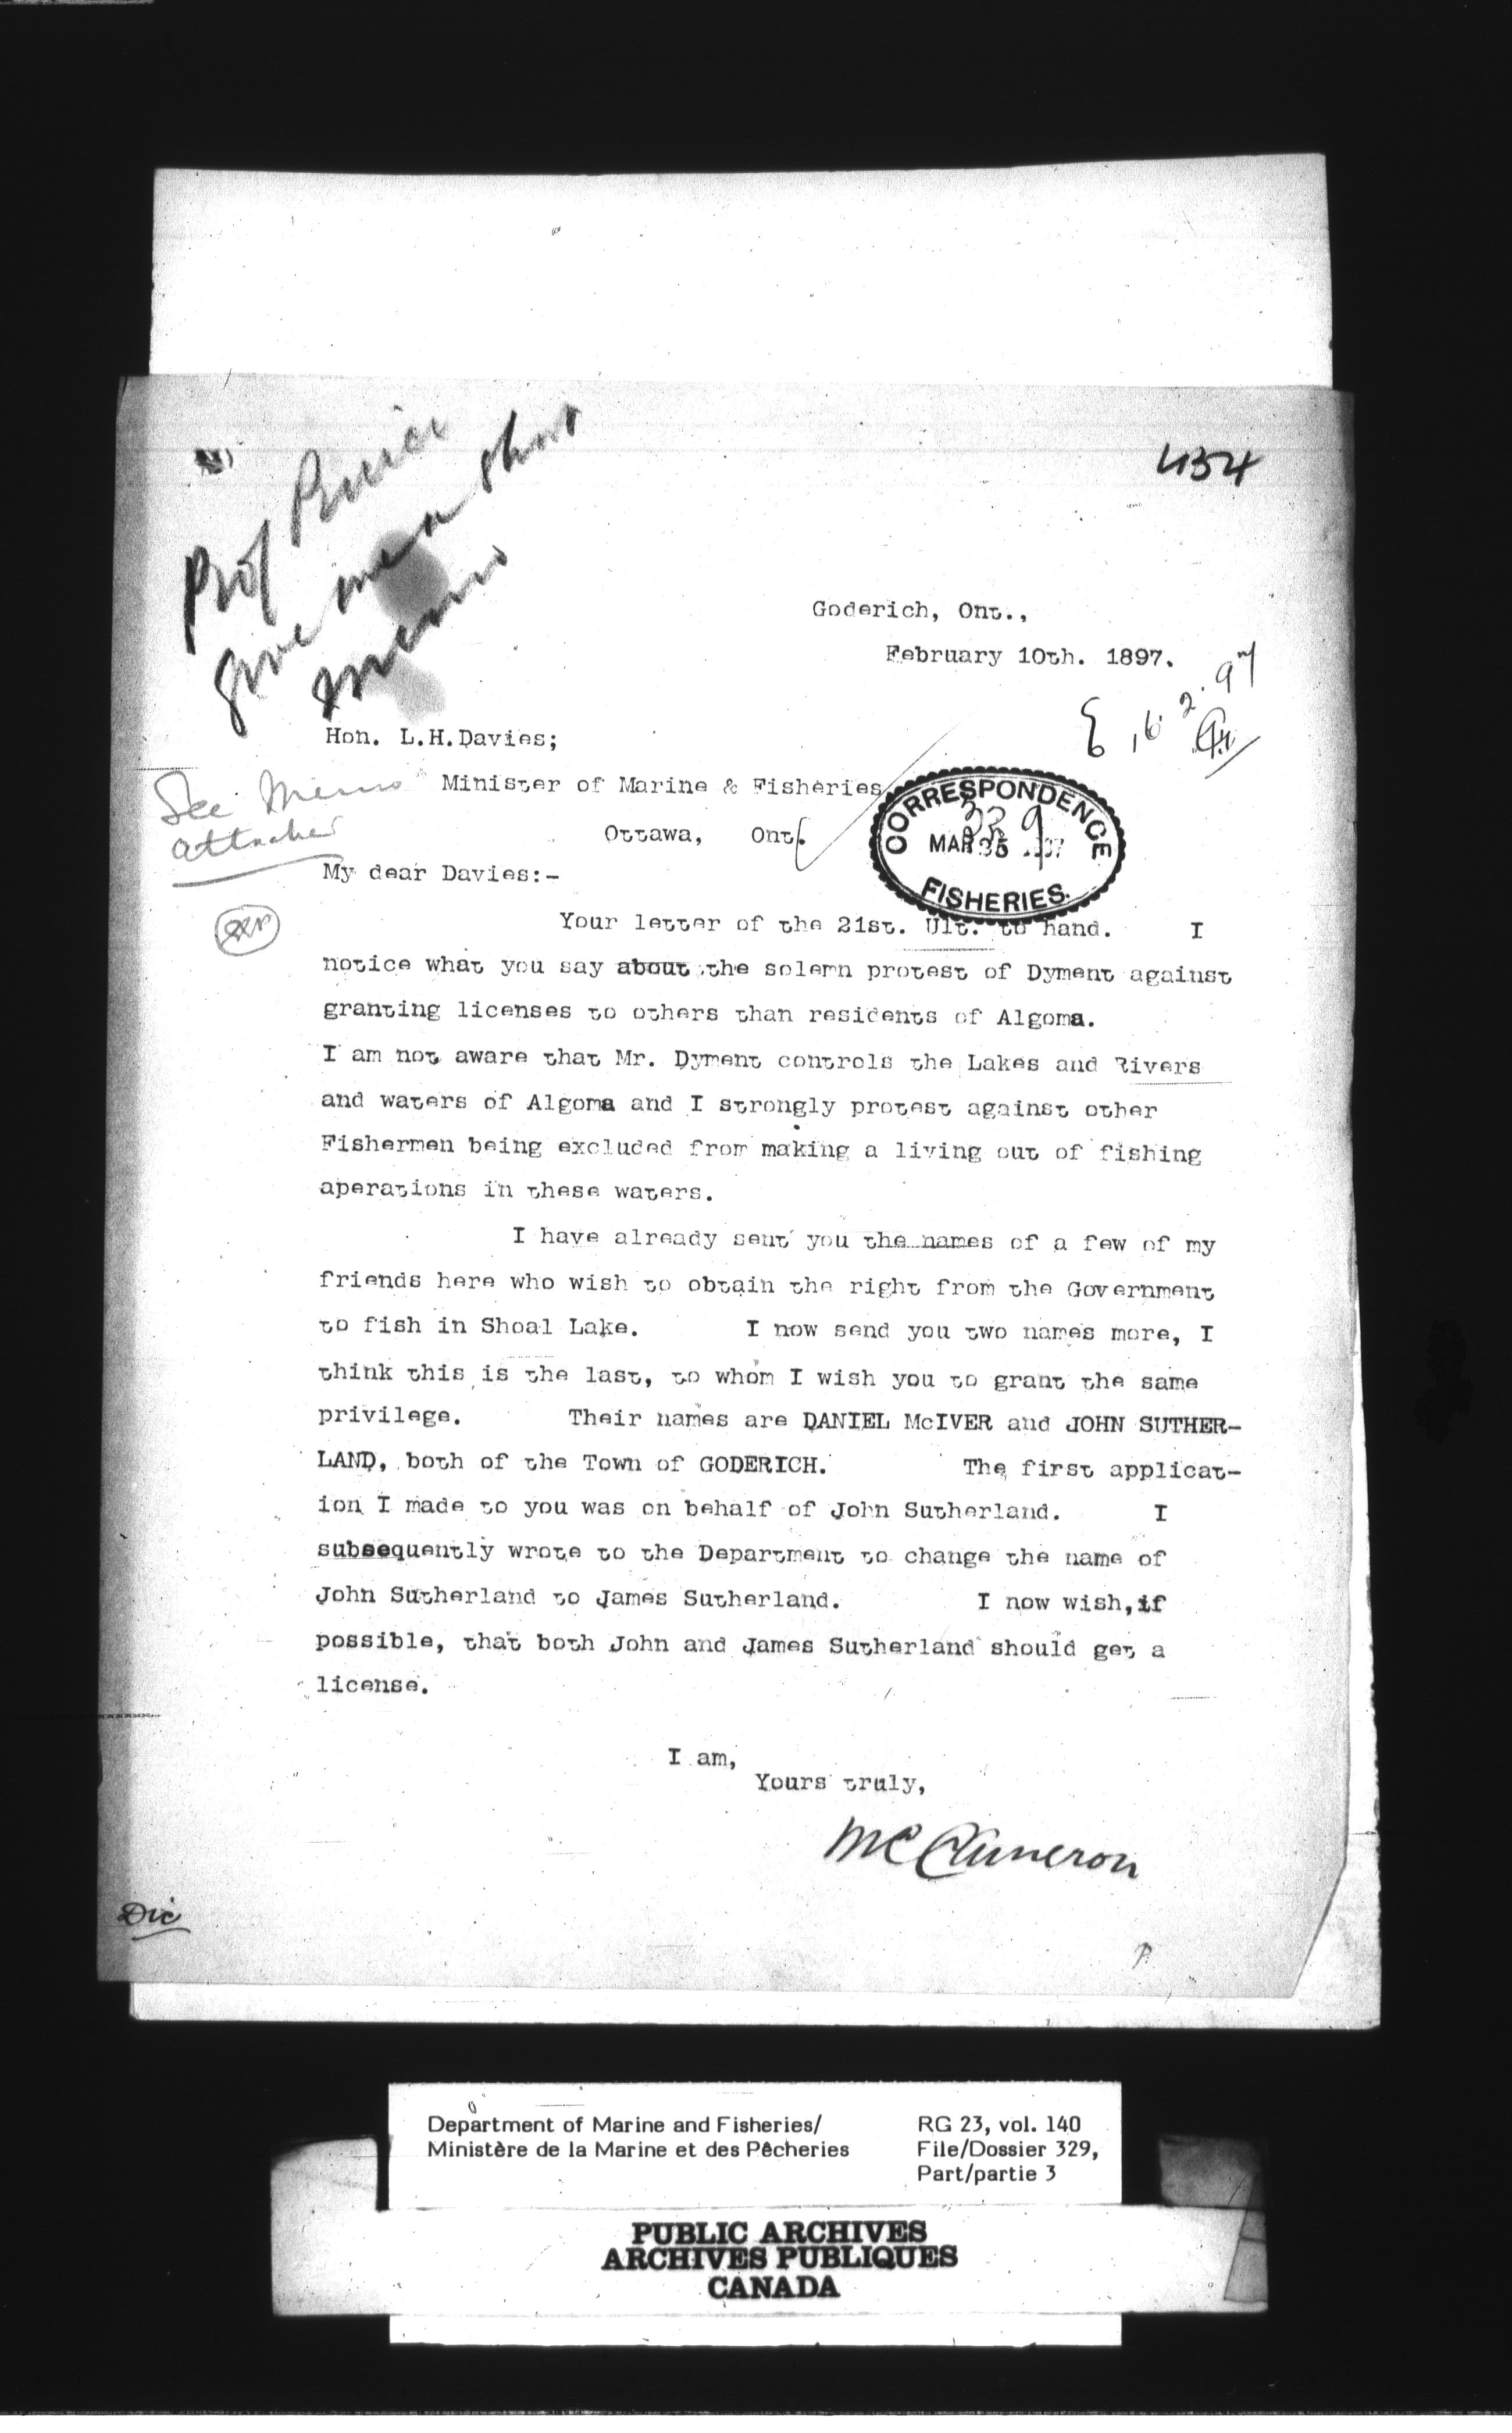 434
Prof
give me a short
memo
Goderich, Ont.,
February 10th. 1897.
Hon. L.H.Davies;
Minister of Marine & Fisheries
Ottawa, Ont.
See Memo
attached
CORRESPONDENCE
329
MAR 25
FISHERIES.
My dear Davies:-
Your letter of the 21st. Ult. to hand. I
notice what you say about the solemn protest of Dyment against
granting licenses to others than residents of Algoma.
I am not aware that Mr. Dyment controls the Lakes and Rivers
and waters of Algoma and I strongly protest against other
Fishermen being excluded from making a living out of fishing
aperations in these waters.
I have already sent you the names of a few of my
friends here who wish to obtain the right from the Government
to fish in Shoal Lake. I now send you two names more, I
think this is the last, to whom I wish you to grant the same
privilege. Their names are DANIEL McIVER and JOHN SUTHER-
LAND, both of the Town of GODERICH. The first applicat-
ion I made to you was on behalf of John Sutherland. I
subsequently wrote to the Department to change the name of
John Sutherland to James Sutherland. I now wish,if
possible, that both John and James Sutherland should get a
license.
I am,
Yours truly,
MC Cameron
Dic
P.
Department of Marine and Fisheries/
Ministère de la Marine et des Pêcheries
RG 23, vol. 140
File/Dossier 329,
Part/partie 3
PUBLIC ARCHIVES
ARCHIVES PUBLIQUES
CANADA